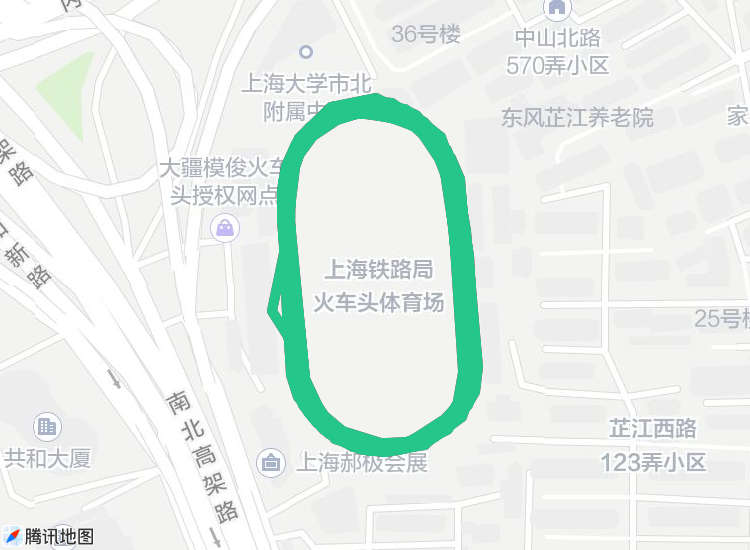 36号楼
中山北路
570弄小区
上海大学市北
附属中
东风芷江养老院
家
大疆模俊火车
头授权网点
架
路
新
路
上海铁路局
火车头体育场
25号楼
南
北
高
架
路
芷江西路
123弄小区
共和大厦
上海郝极会展
腾讯地图